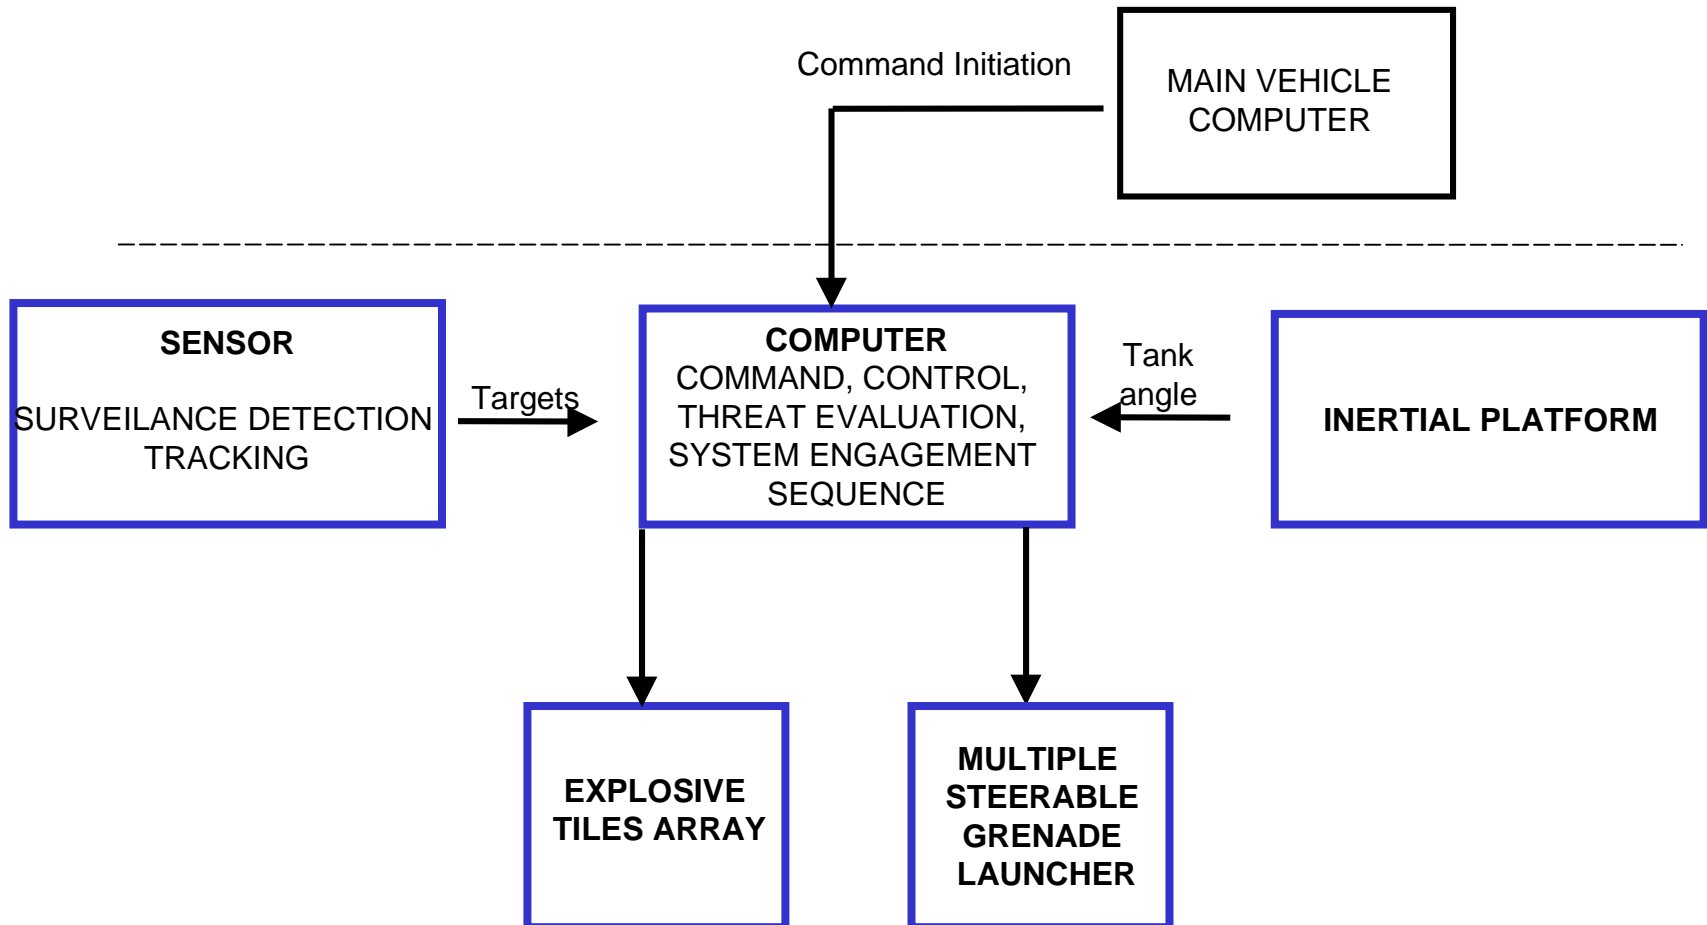 Command Initiation
MAIN VEHICLE
COMPUTER
SENSOR
SURVEILANCE DETECTION
TRACKING
Targets
COMPUTER
COMMAND, CONTROL,
THREAT EVALUATION,
SYSTEM ENGAGEMENT
SEQUENCE
Tank
angle
INERTIAL PLATFORM
EXPLOSIVE
TILES ARRAY
MULTIPLE
STEERABLE
GRENADE
LAUNCHER